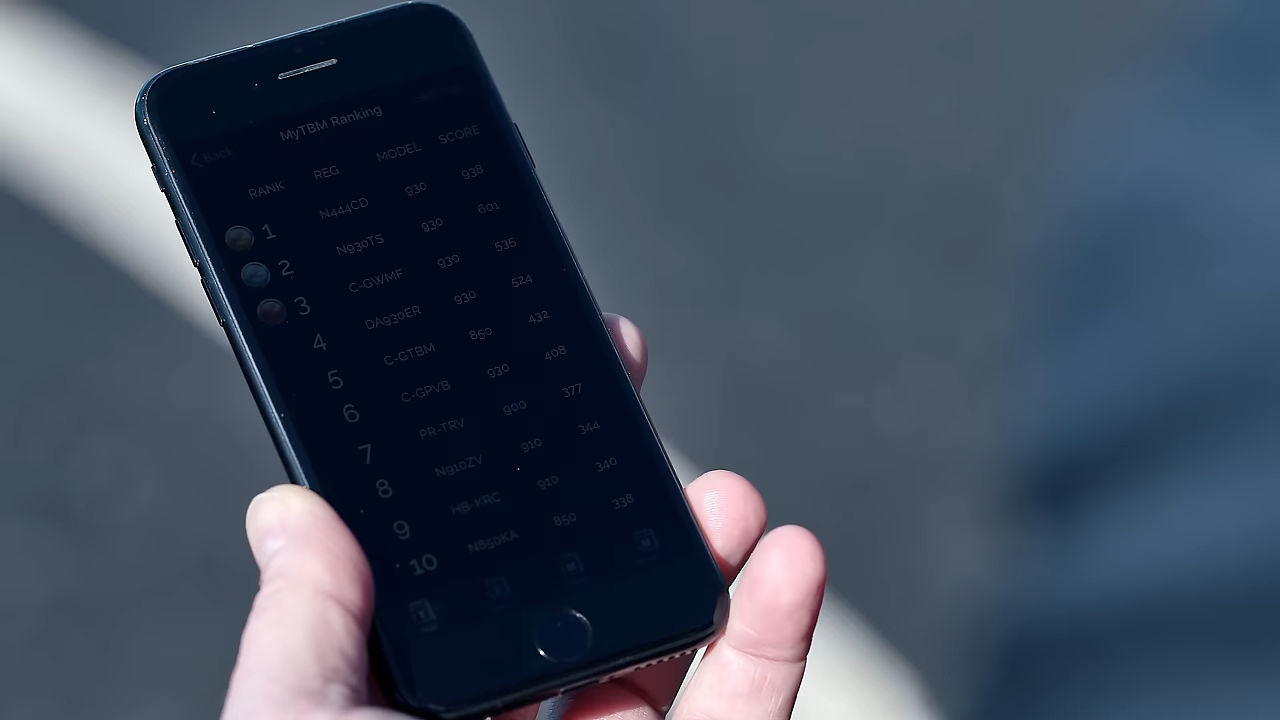 MyTBM Ranking
Back
RANK REG MODEL SCORE
1 N444CD 930 938
2 N930TS 930 601
3 C-GWMF 930 535
4 DA930ER 930 524
5 C-GTBM 850 432
6 C-GPVB 930 408
7 PR-TRV 900 377
8 N910ZV 910 344
9 HB-KRC 910 340
10 N850KA 850 338